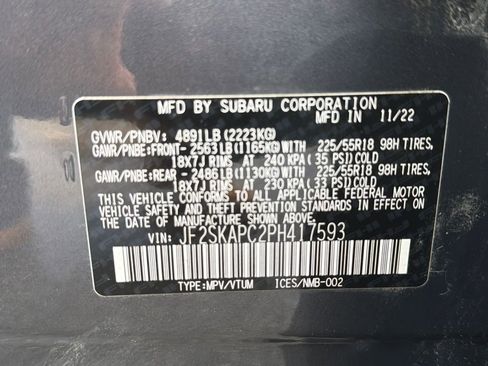 MFD BY SUBARU CORPORATION
MFD IN 11/22
GVWR/PNBV: 4891LB(2223KG)
GAWR/PNBE:FRONT- 2563LB(1165KG)WITH 225/55R18 98H TIRES,
18X7J RIMS AT 240 KPA(35 PSI)COLD
GAWR/PNBE:REAR - 2486LB(1130KG)WITH 225/55R18 98H TIRES,
18X7J RIMS AT 230 KPA(33 PSI)COLD
THIS VEHICLE CONFORMS TO ALL APPLICABLE FEDERAL MOTOR
VEHICLE SAFETY, BUMPER, AND THEFT PREVENTION STANDARDS
IN EFFECT ON THE DATE OF MANUFACTURE SHOWN ABOVE.
VIN: JF2SKAPC2PH417593
TYPE:MPV/VTUM ICES/NMB-002